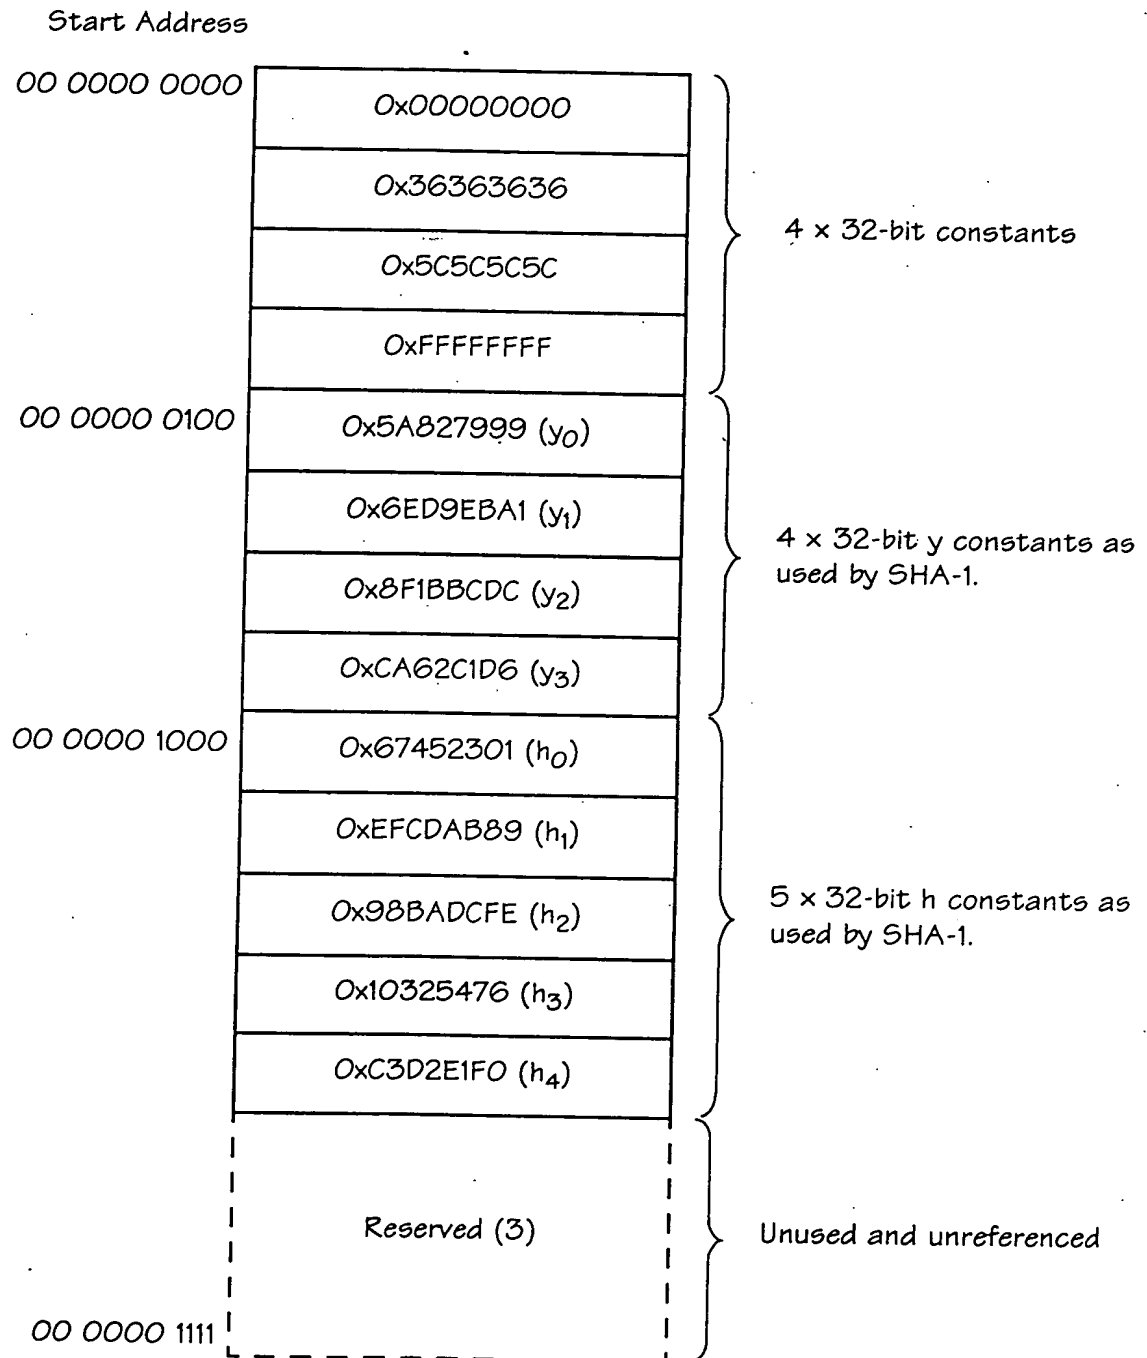 Start Address
00 0000 0000
0x00000000
0x36363636
4 x 32-bit constants
0x5C5C5C5C
0xFFFFFFFF
00 0000 0100
0x5A827999 (y0)
0x6ED9EBA1 (y1)
4 x 32-bit y constants as
used by SHA-1.
0x8F1BBCDC (y2)
0xCA62C1D6 (y3)
00 0000 1000
0x67452301 (h0)
0xEFCDAB89 (h1)
0x98BADCFE (h2)
5 x 32-bit h constants as
used by SHA-1.
0x10325476 (h3)
0xC3D2E1F0 (h4)
Reserved (3)
Unused and unreferenced
00 0000 1111